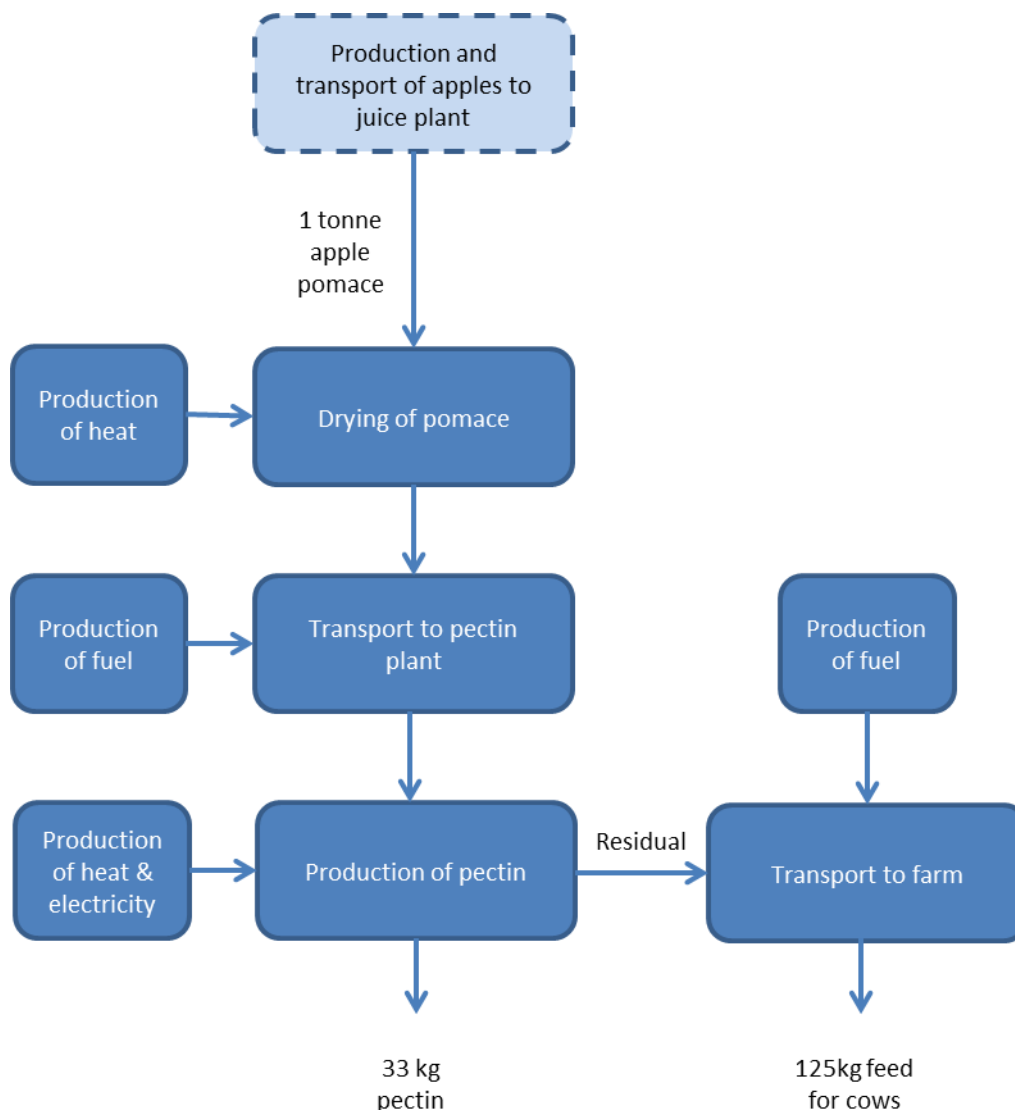 Production and
transport of apples to
juice plant
1 tonne
apple
pomace
Production
of heat
Drying of pomace
Production
of fuel
Transport to pectin
plant
Production
of fuel
Production
of heat &
electricity
Production of pectin
Residual
Transport to farm
33 kg
pectin
125kg feed
for cows